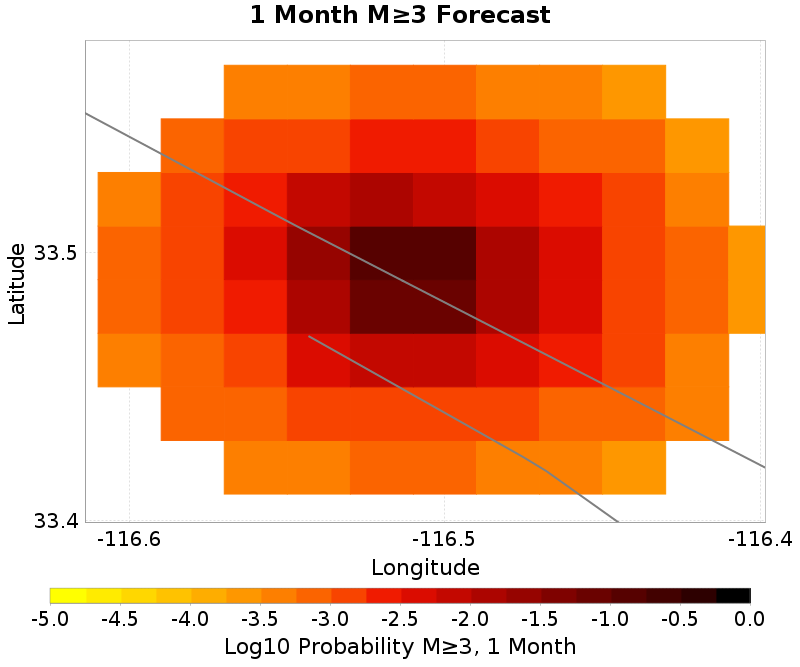 1 Month M≥3 Forecast
Latitude
33.5
33.4
-116.6 -116.5 -116.4
Longitude
-5.0 -4.5 -4.0 -3.5 -3.0 -2.5 -2.0 -1.5 -1.0 -0.5 0.0
Log10 Probability M≥3, 1 Month